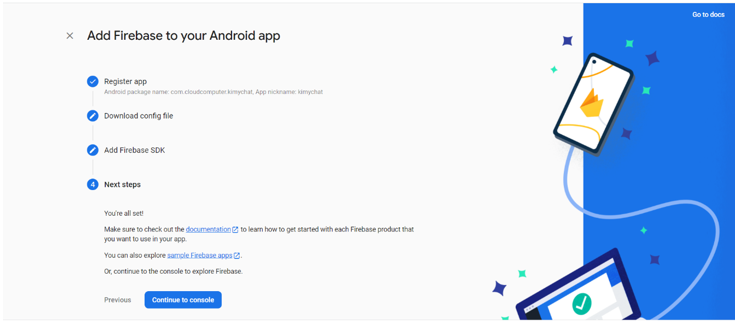 Go to docs
Add Firebase to your Android app
Register app
Android package name: com.cloudcomputer.kimychat, App nickname: kimychat
Download config file
Add Firebase SDK
4 Next steps
You're all set!
Make sure to check out the documentation to learn how to get started with each Firebase product that
you want to use in your app.
You can also explore sample Firebase apps.
Or, continue to the console to explore Firebase.
Previous Continue to console